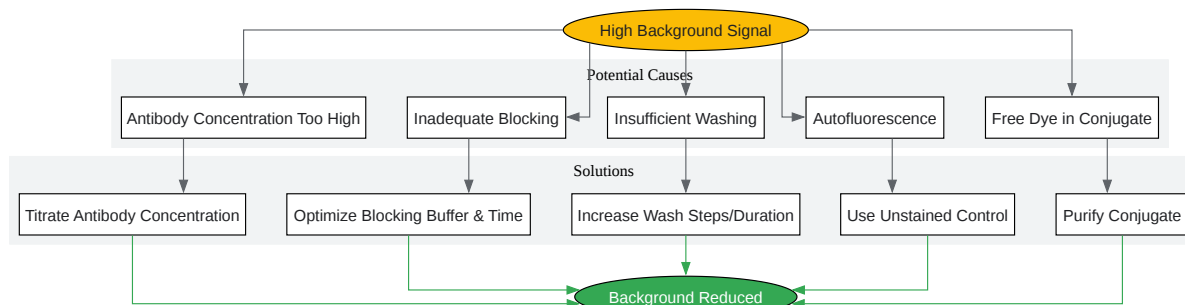 High Background Signal
Potential Causes
Antibody Concentration Too High
Inadequate Blocking
Insufficient Washing
Autofluorescence
Free Dye in Conjugate
Solutions
Titrate Antibody Concentration
Optimize Blocking Buffer & Time
Increase Wash Steps/Duration
Use Unstained Control
Purify Conjugate
Background Reduced